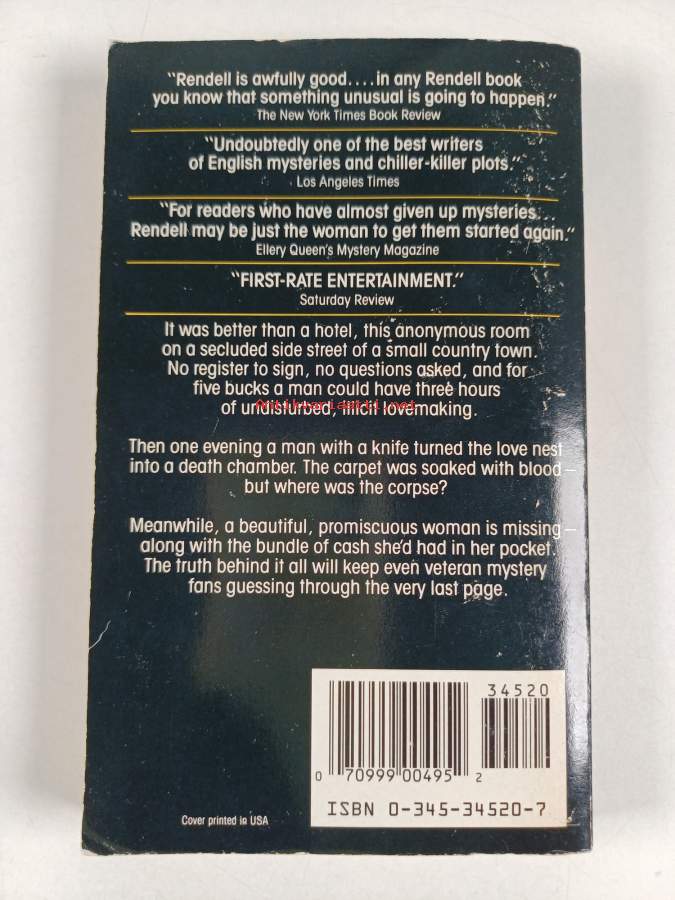 "Rendell is awfully good....in any Rendell book
you know that something unusual is going to happen."
The New York Times Book Review
"Undoubtedly one of the best writers
of English mysteries and chiller-killer plots."
Los Angeles Times
"For readers who have almost given up mysteries...
Rendell may be just the woman to get them started again."
Ellery Queen's Mystery Magazine
"FIRST-RATE ENTERTAINMENT."
Saturday Review
It was better than a hotel, this anonymous room
on a secluded side street of a small country town.
No register to sign, no questions asked, and for
five bucks a man could have three hours
of undisturbed, illicit lovemaking.
Antikvariaatti.net
Then one evening a man with a knife turned the love nest
into a death chamber. The carpet was soaked with blood—
but where was the corpse?
Meanwhile, a beautiful, promiscuous woman is missing—
along with the bundle of cash she'd had in her pocket.
The truth behind it all will keep even veteran mystery
fans guessing through the very last page.
34520
0 70999 00495 2
ISBN 0-345-34520-7
Cover printed in USA